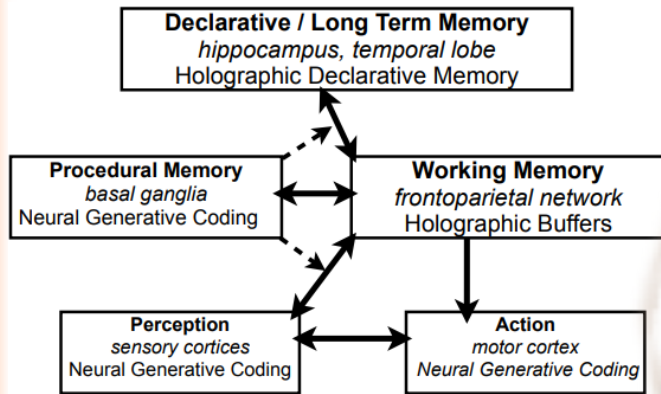 Declarative / Long Term Memory
hippocampus, temporal lobe
Holographic Declarative Memory
Procedural Memory
basal ganglia
Neural Generative Coding
Working Memory
frontoparietal network
Holographic Buffers
Perception
sensory cortices
Neural Generative Coding
Action
motor cortex
Neural Generative Coding